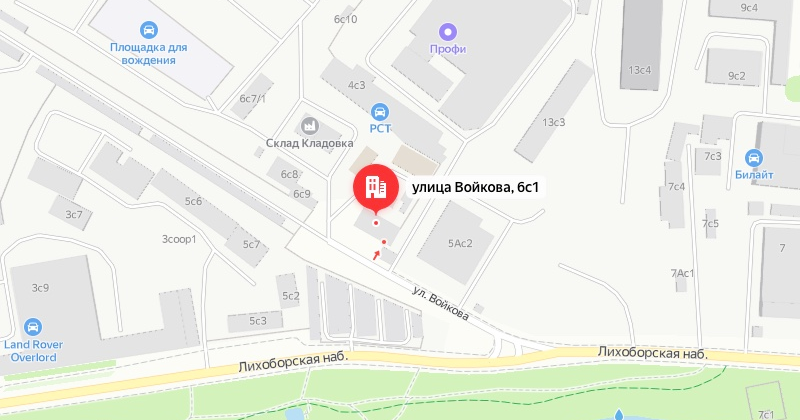 9с4
6с10
Площадка для
вождения
Профи
13с4
9с2
4с3
6с7/1
РСТ
13с3
Склад Кладовка
7с3
Билайт
6с8
6с9
7с4
улица Войкова, 6с1
5с6
3с7
7с5
3соор1
5с7
5Ас2
7
7Ас1
3с9
5с2
ул. Войкова
5с3
Land Rover
Overlord
Лихоборская наб.
Лихоборская наб.
7с1